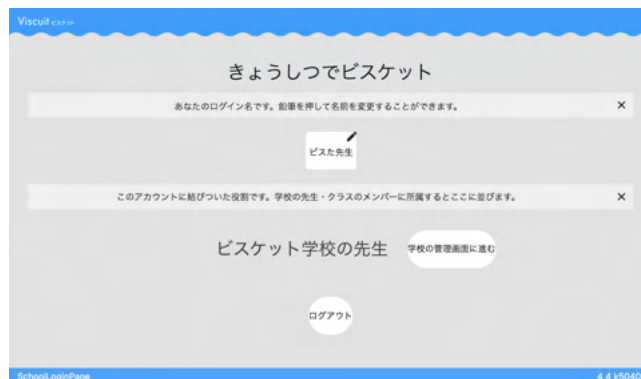 Viscuit ビスケット
きょうしつでビスケット
あなたのログイン名です。鉛筆を押して名前を変更することができます。 ×
ビスた先生
このアカウントに結びついた役割です。学校の先生・クラスのメンバーに所属するとここに並びます。 ×
ビスケット学校の先生 学校の管理画面に進む
ログアウト
SchoolLoginPage 4.4 k5040